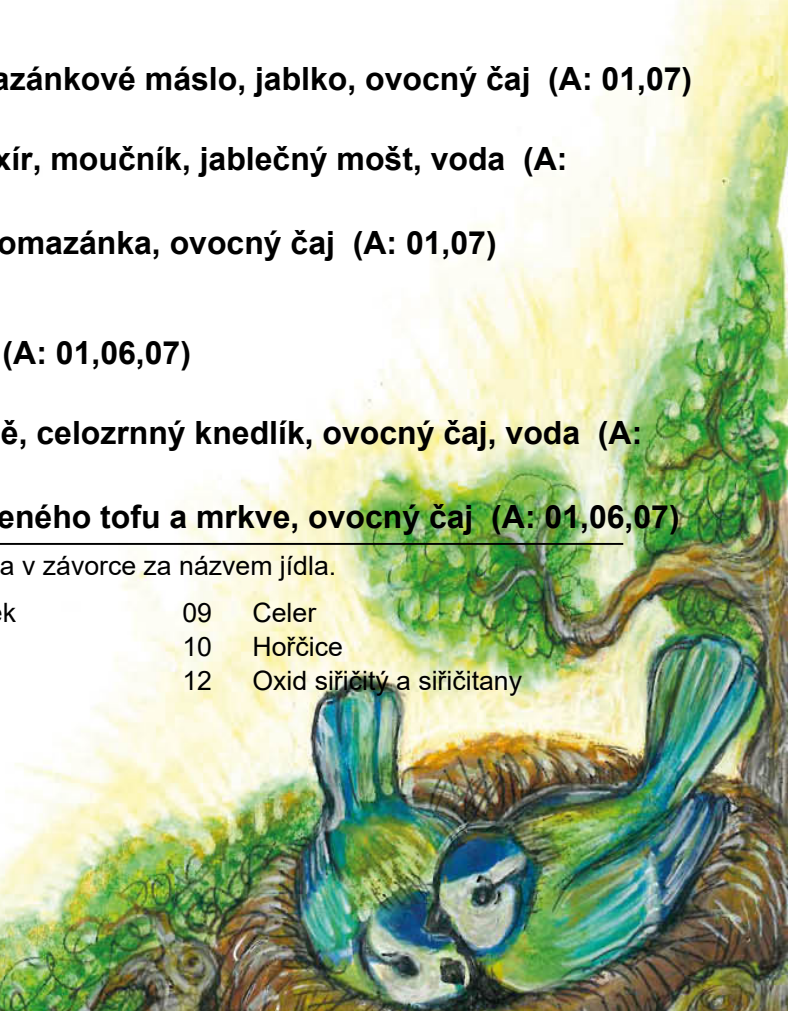 azánkové máslo, jablko, ovocný čaj (A: 01,07)
xír, moučník, jablečný mošt, voda (A:
omazánka, ovocný čaj (A: 01,07)
(A: 01,06,07)
ě, celozrnný knedlík, ovocný čaj, voda (A:
eného tofu a mrkve, ovocný čaj (A: 01,06,07)
a v závorce za názvem jídla.
ek 09 Celer
10 Hořčice
12 Oxid siřičitý a siřičitany